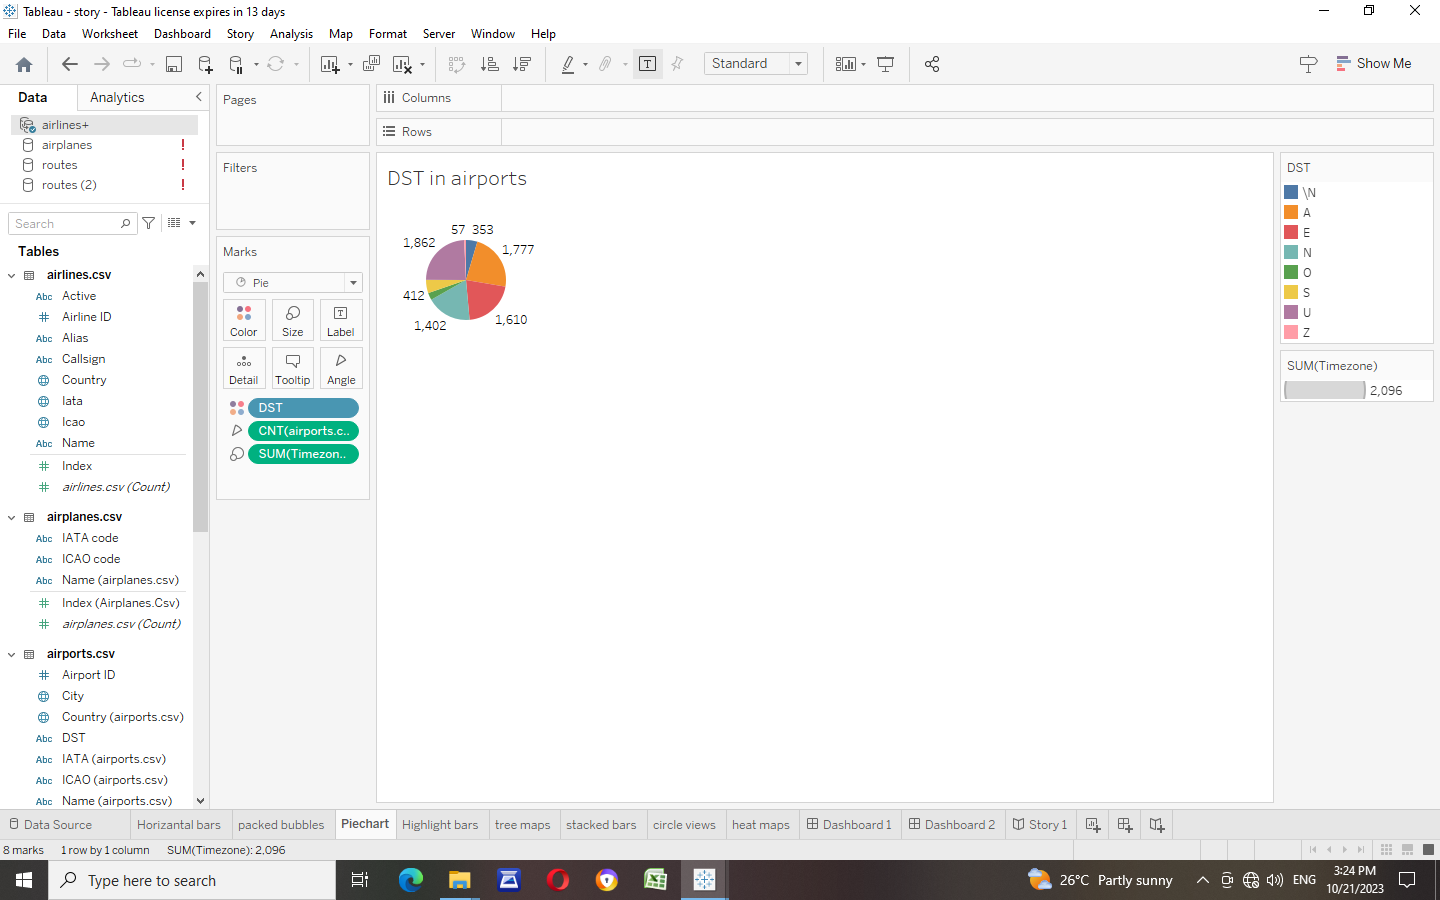 Tableau - story - Tableau license expires in 13 days
File Data Worksheet Dashboard Story Analysis Map Format Server Window Help
Standard
Show Me
Data Analytics
airlines+
airplanes
routes
routes (2)
Search
Tables
airlines.csv
Abc Active
Airline ID
Abc Alias
Abc Callsign
Country
Iata
Icao
Abc Name
Index
airlines.csv (Count)
airplanes.csv
Abc IATA code
Abc ICAO code
Abc Name (airplanes.csv)
Index (Airplanes.Csv)
airplanes.csv (Count)
airports.csv
Airport ID
City
Country (airports.csv)
Abc DST
Abc IATA (airports.csv)
Abc ICAO (airports.csv)
Abc Name (airports.csv)
Pages
Filters
Marks
Pie
Color Size Label
Detail Tooltip Angle
DST
CNT(airports.c..
SUM(Timezon..
Columns
Rows
DST in airports
57 353
1,862
1,777
412
1,402
1,610
DST
\N
A
E
N
O
S
U
Z
SUM(Timezone)
2,096
Data Source Horizantal bars packed bubbles Piechart Highlight bars tree maps stacked bars circle views heat maps Dashboard 1 Dashboard 2 Story 1
8 marks 1 row by 1 column SUM(Timezone): 2,096
Type here to search
26°C Partly sunny
ENG
3:24 PM
10/21/2023